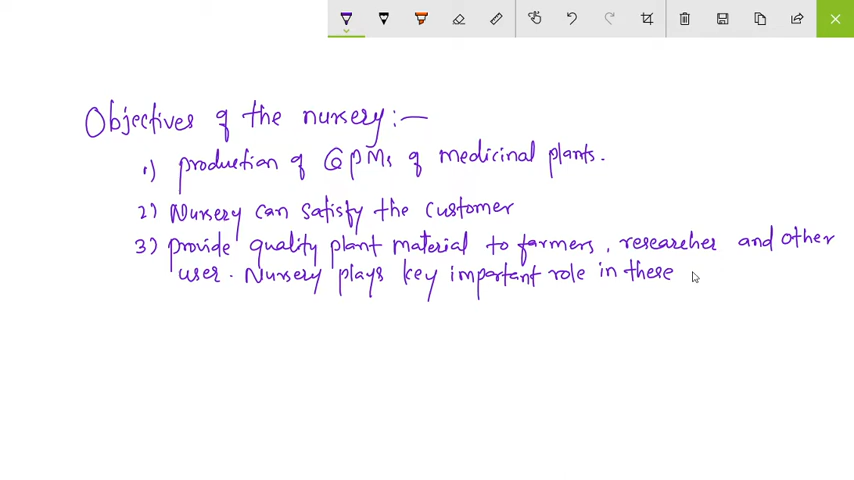 Objectives of the nursery:-
1) production of QPMs of medicinal plants.
2) Nursery can satisfy the customer
3) provide quality plant material to farmers, researcher and other
user. Nursery plays key important role in these